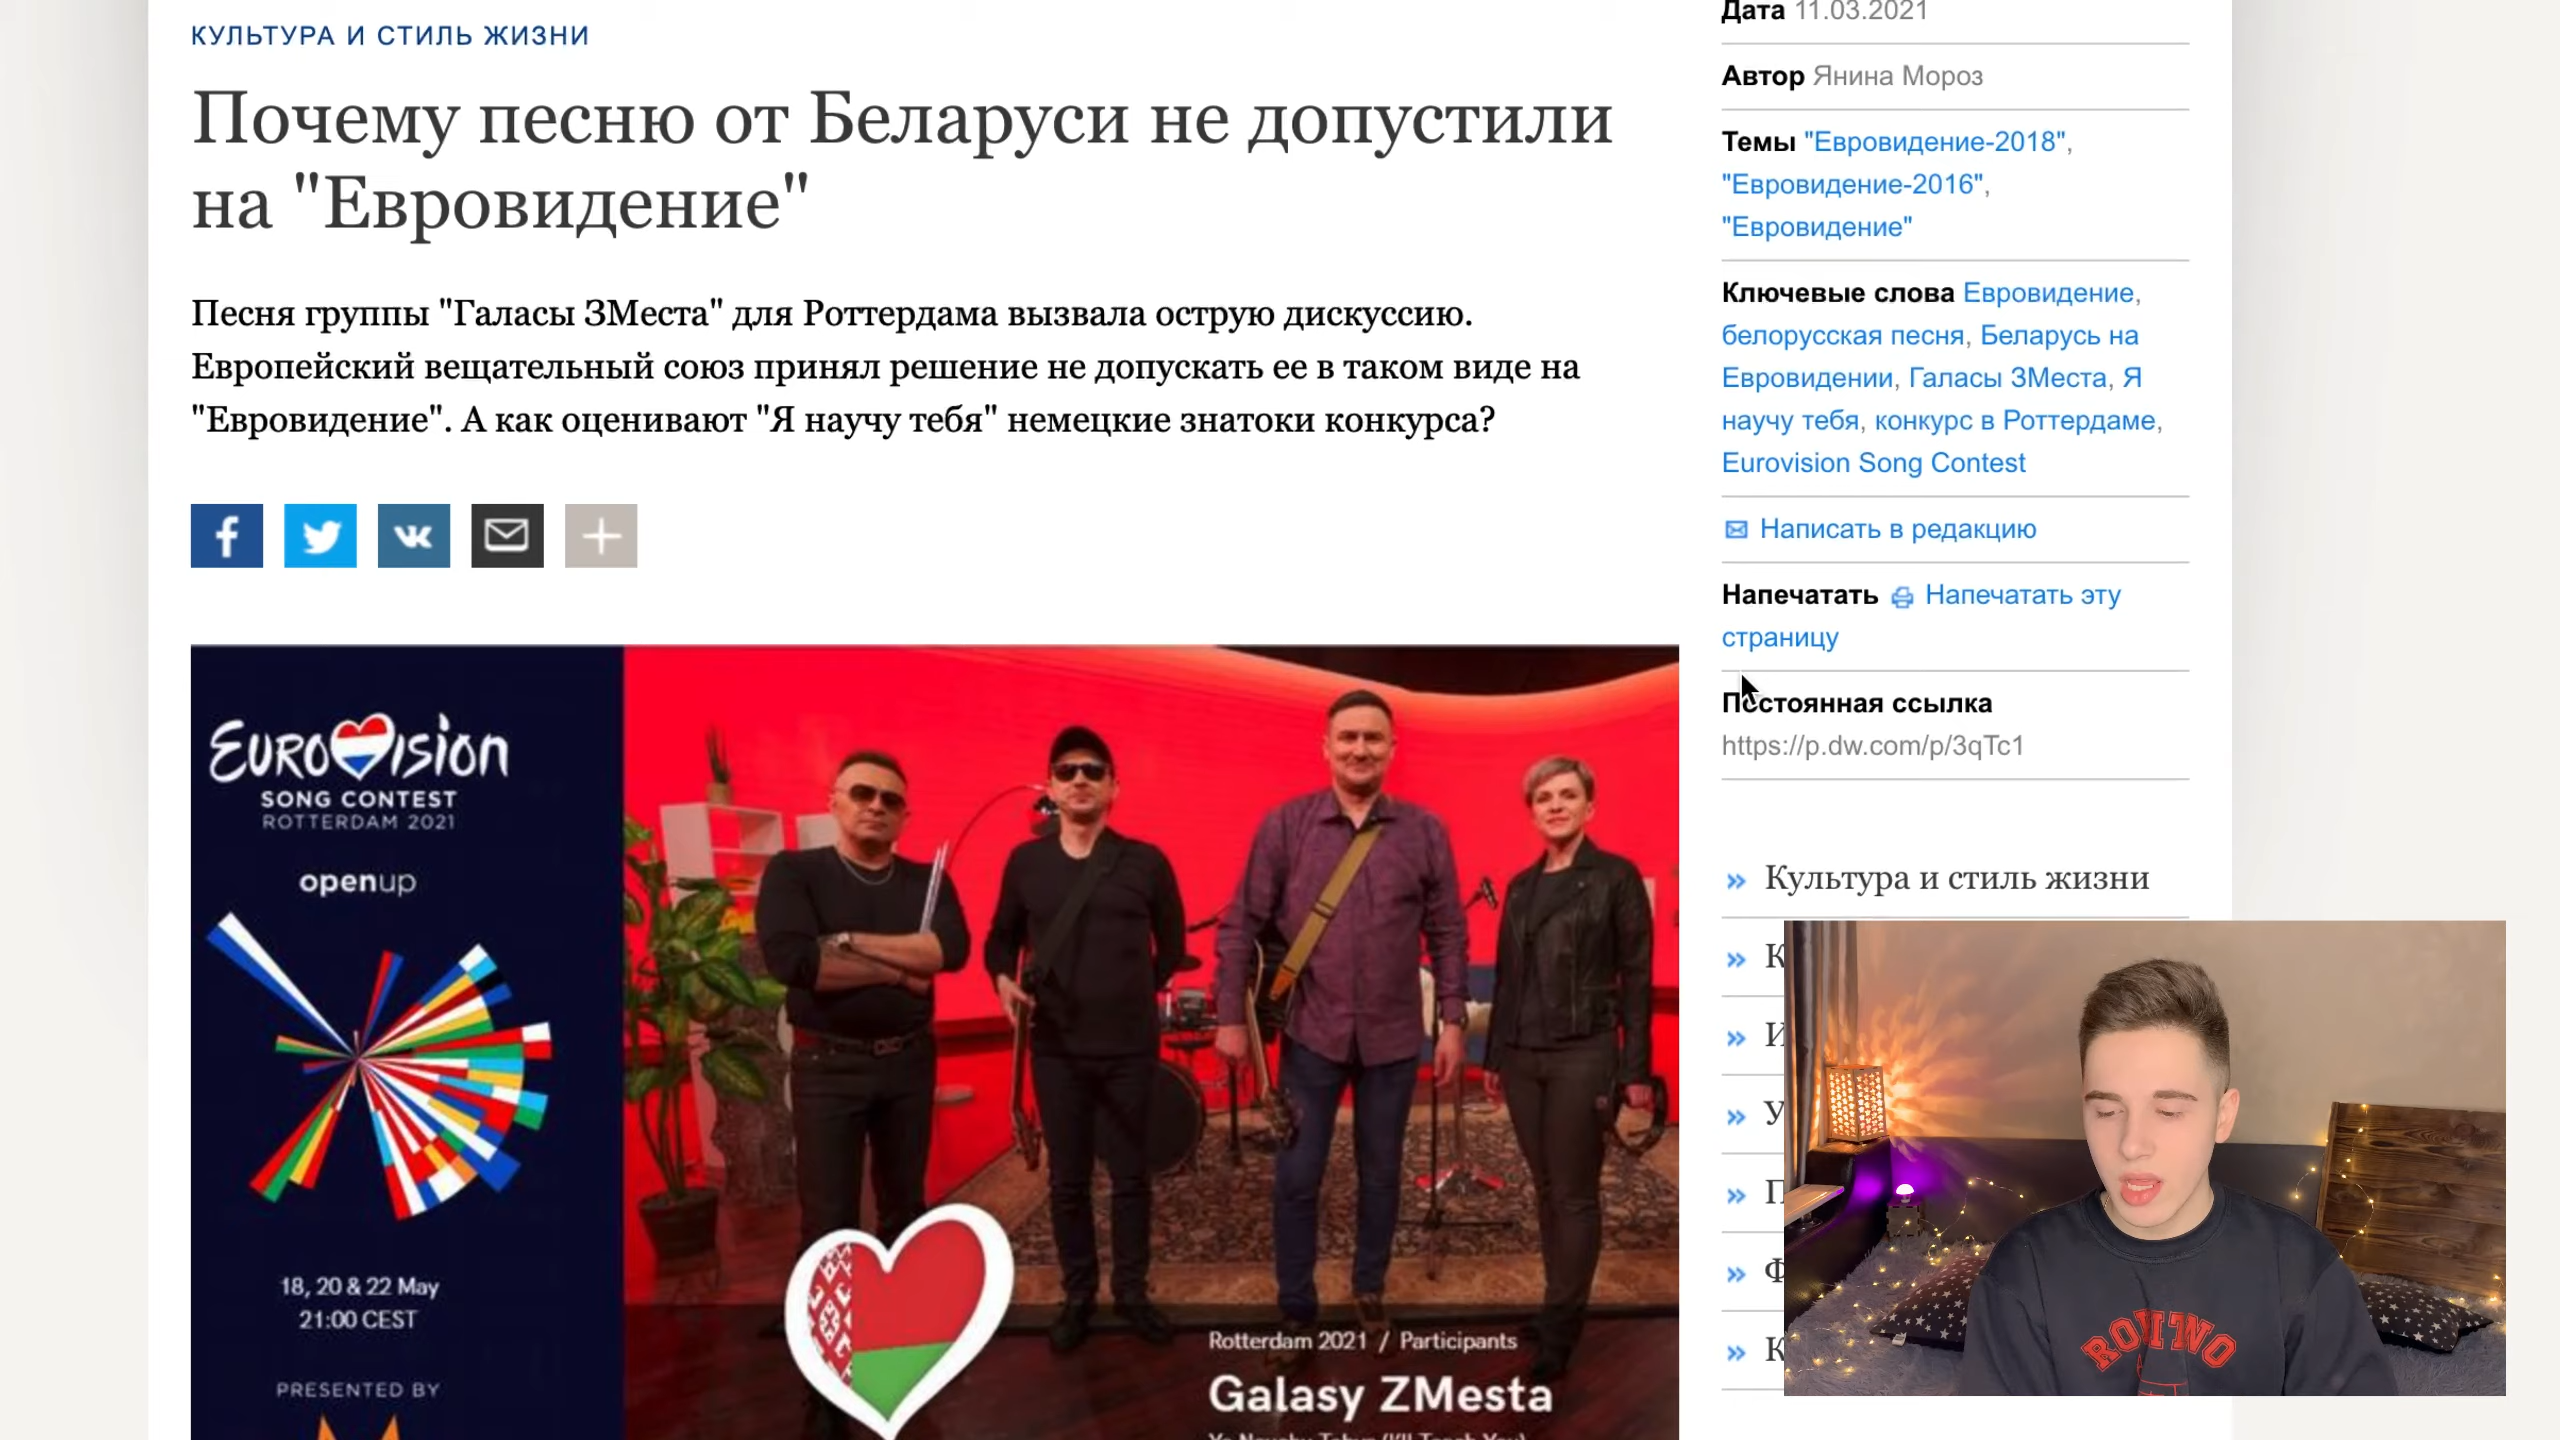 КУЛЬТУРА И СТИЛЬ ЖИЗНИ
Почему песню от Беларуси не допустили
на "Евровидение"
Песня группы "Галасы ЗМеста" для Роттердама вызвала острую дискуссию.
Европейский вещательный союз принял решение не допускать ее в таком виде на
"Евровидение". А как оценивают "Я научу тебя" немецкие знатоки конкурса?
EUROVISION
SONG CONTEST
ROTTERDAM 2021
openup
18, 20 & 22 May
21:00 CEST
PRESENTED BY
Rotterdam 2021 / Participants
Galasy ZMesta
Дата 11.03.2021
Автор Янина Мороз
Темы "Евровидение-2018",
"Евровидение-2016",
"Евровидение"
Ключевые слова Евровидение,
белорусская песня, Беларусь на
Евровидении, Галасы ЗМеста, Я
научу тебя, конкурс в Роттердаме,
Eurovision Song Contest
Написать в редакцию
Напечатать Напечатать эту
страницу
Постоянная ссылка
https://p.dw.com/p/3qTc1
» Культура и стиль жизни